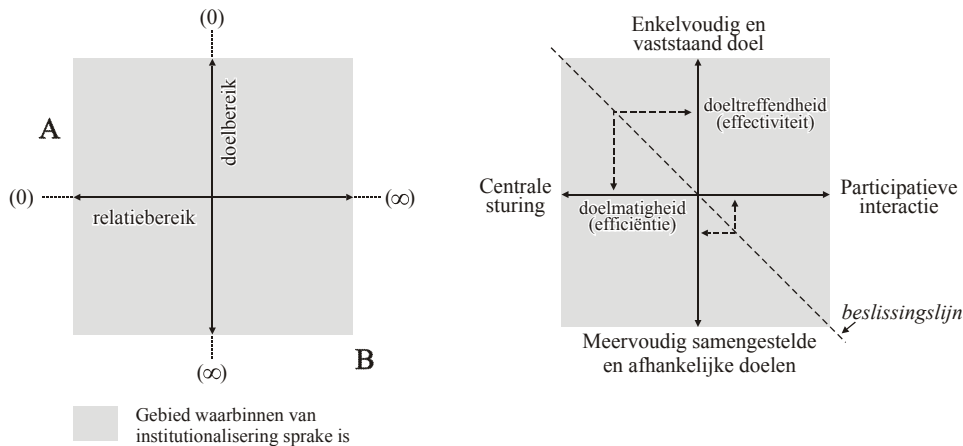 (0)
doelbereik
A
(0)
(∞)
relatiebereik
B
(∞)
Gebied waarbinnen van
institutionalisering sprake is
Enkelvoudig en
vaststaand doel
doeltreffendheid
(effectiviteit)
Centrale
sturing
Participatieve
interactie
doelmatigheid
(efficiëntie)
beslissingslijn
Meervoudig samengestelde
en afhankelijke doelen